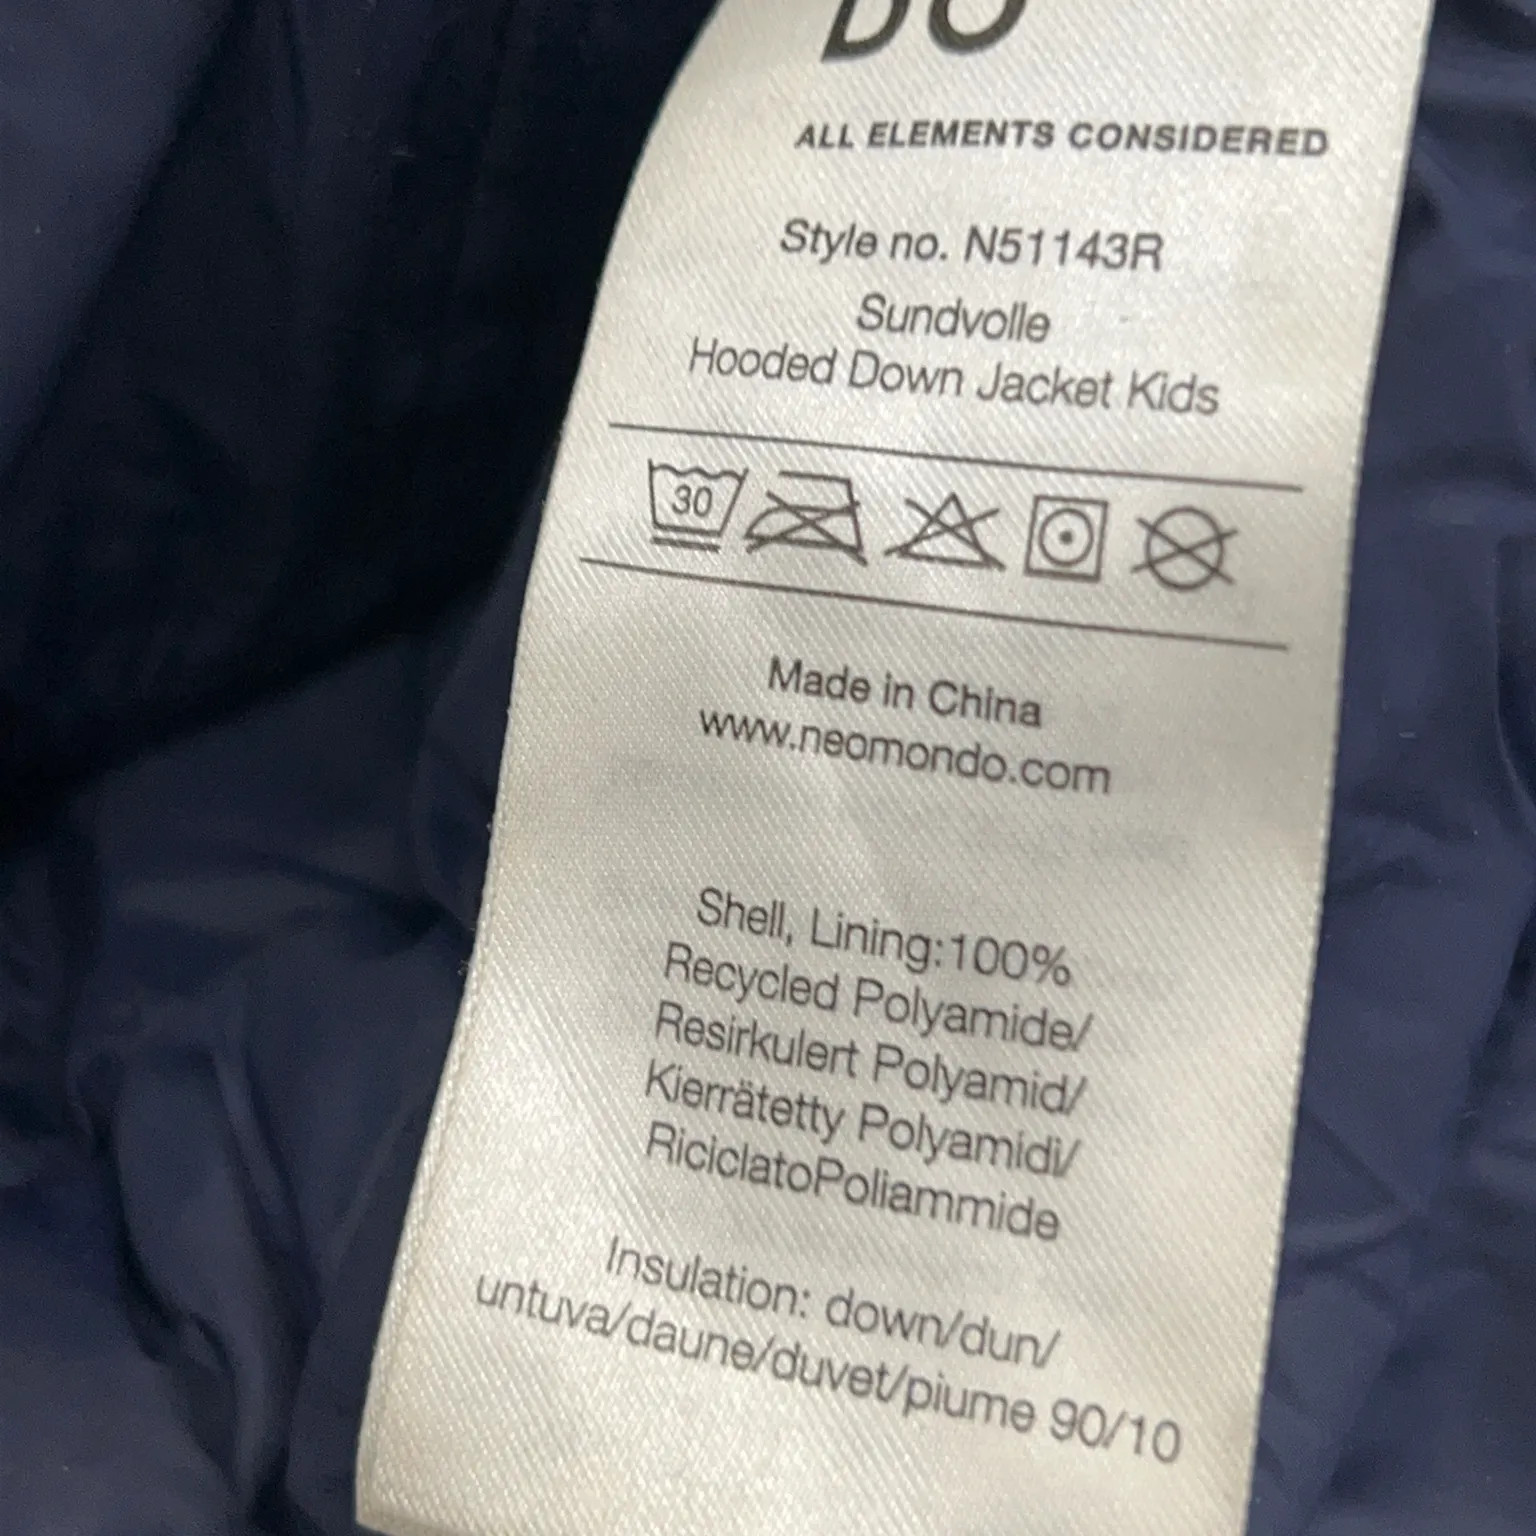 DO
ALL ELEMENTS CONSIDERED
Style no. N51143R
Sundvolle
Hooded Down Jacket Kids
30
Made in China
www.neomondo.com
Shell, Lining:100%
Recycled Polyamide/
Resirkulert Polyamid/
Kierrätetty Polyamidi/
RiciclatoPoliammide
Insulation: down/dun/
untuva/daune/duvet/piume 90/10